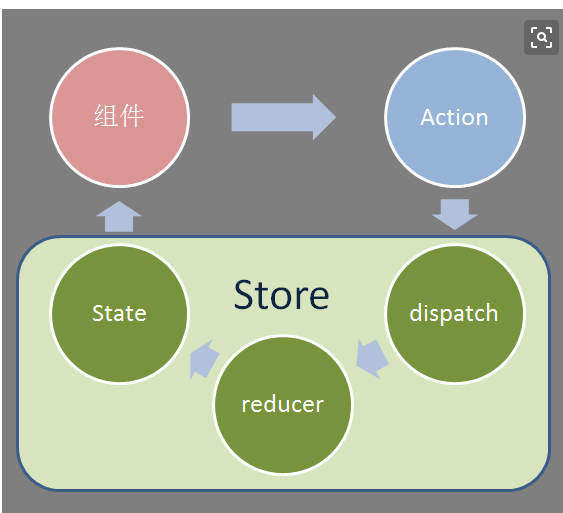 组件
Action
State
Store
dispatch
reducer